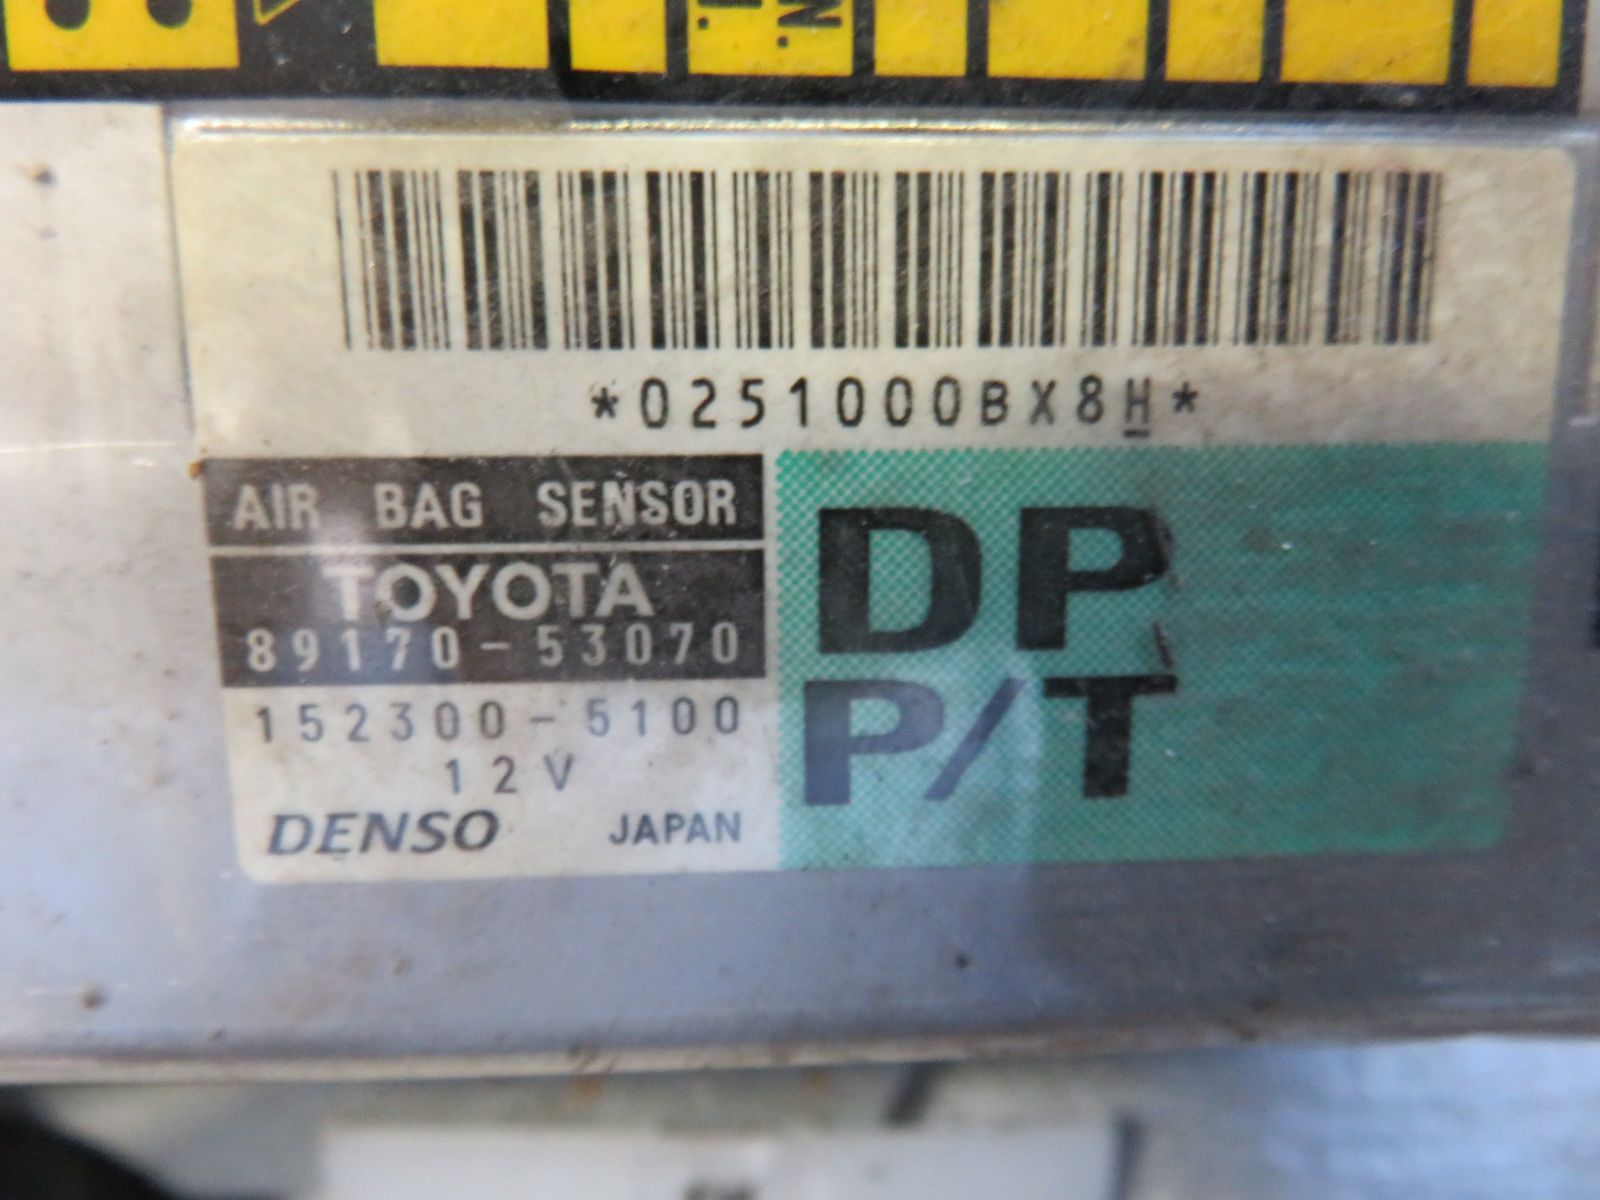 *0251000BX8H*
AIR BAG SENSOR
TOYOTA
89170-53070
152300-5100
12V
DENSO JAPAN
DP
P/T